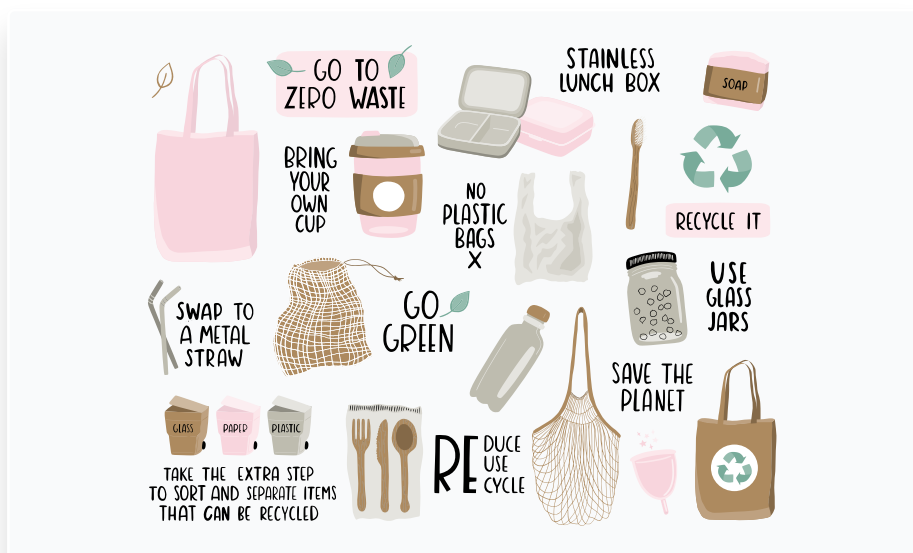 GO TO
ZERO WASTE
STAINLESS
LUNCH BOX
SOAP
BRING
YOUR
OWN
CUP
NO
PLASTIC
BAGS
X
RECYCLE IT
SWAP TO
A METAL
STRAW
GO
GREEN
USE
GLASS
JARS
SAVE THE
PLANET
GLASS
PAPER
PLASTIC
TAKE THE EXTRA STEP
TO SORT AND SEPARATE ITEMS
THAT CAN BE RECYCLED
RE DUCE
USE
CYCLE